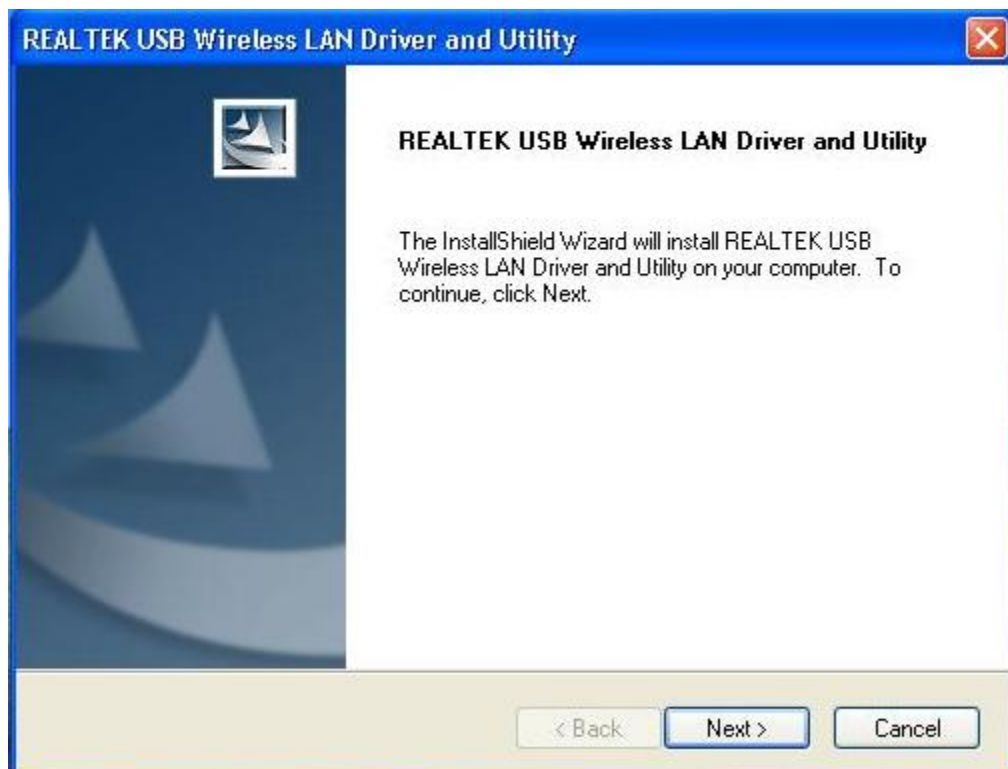 REALTEK USB Wireless LAN Driver and Utility
REALTEK USB Wireless LAN Driver and Utility
The InstallShield Wizard will install REALTEK USB
Wireless LAN Driver and Utility on your computer.  To
continue, click Next.
< Back
Next >
Cancel